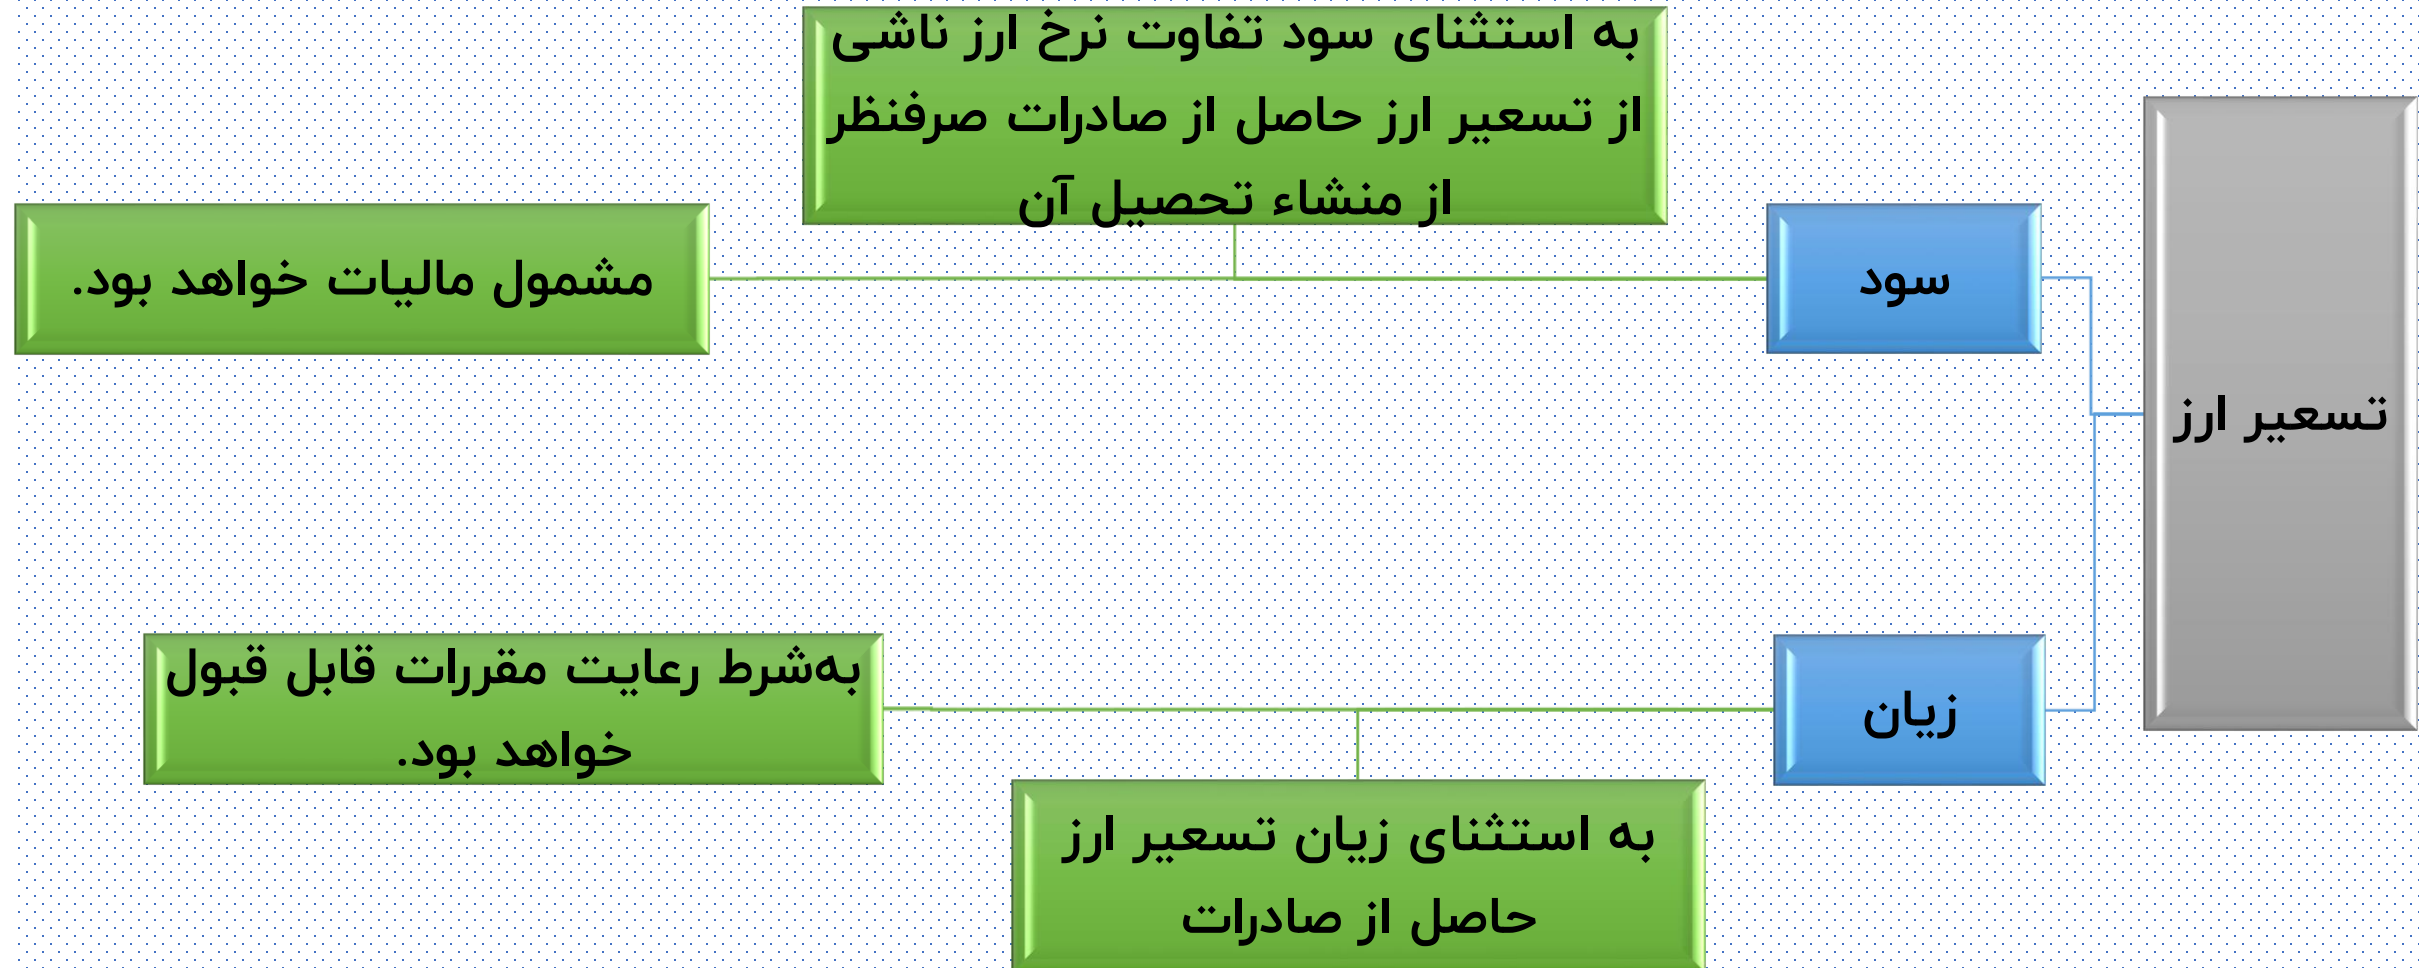 تسعیر ارز
سود
به استثنای سود تفاوت نرخ ارز ناشی
از تسعیر ارز حاصل از صادرات صرفنظر
از منشاء تحصیل آن
مشمول مالیات خواهد بود.
زیان
به استثنای زیان تسعیر ارز
حاصل از صادرات
به‌شرط رعایت مقررات قابل قبول
خواهد بود.